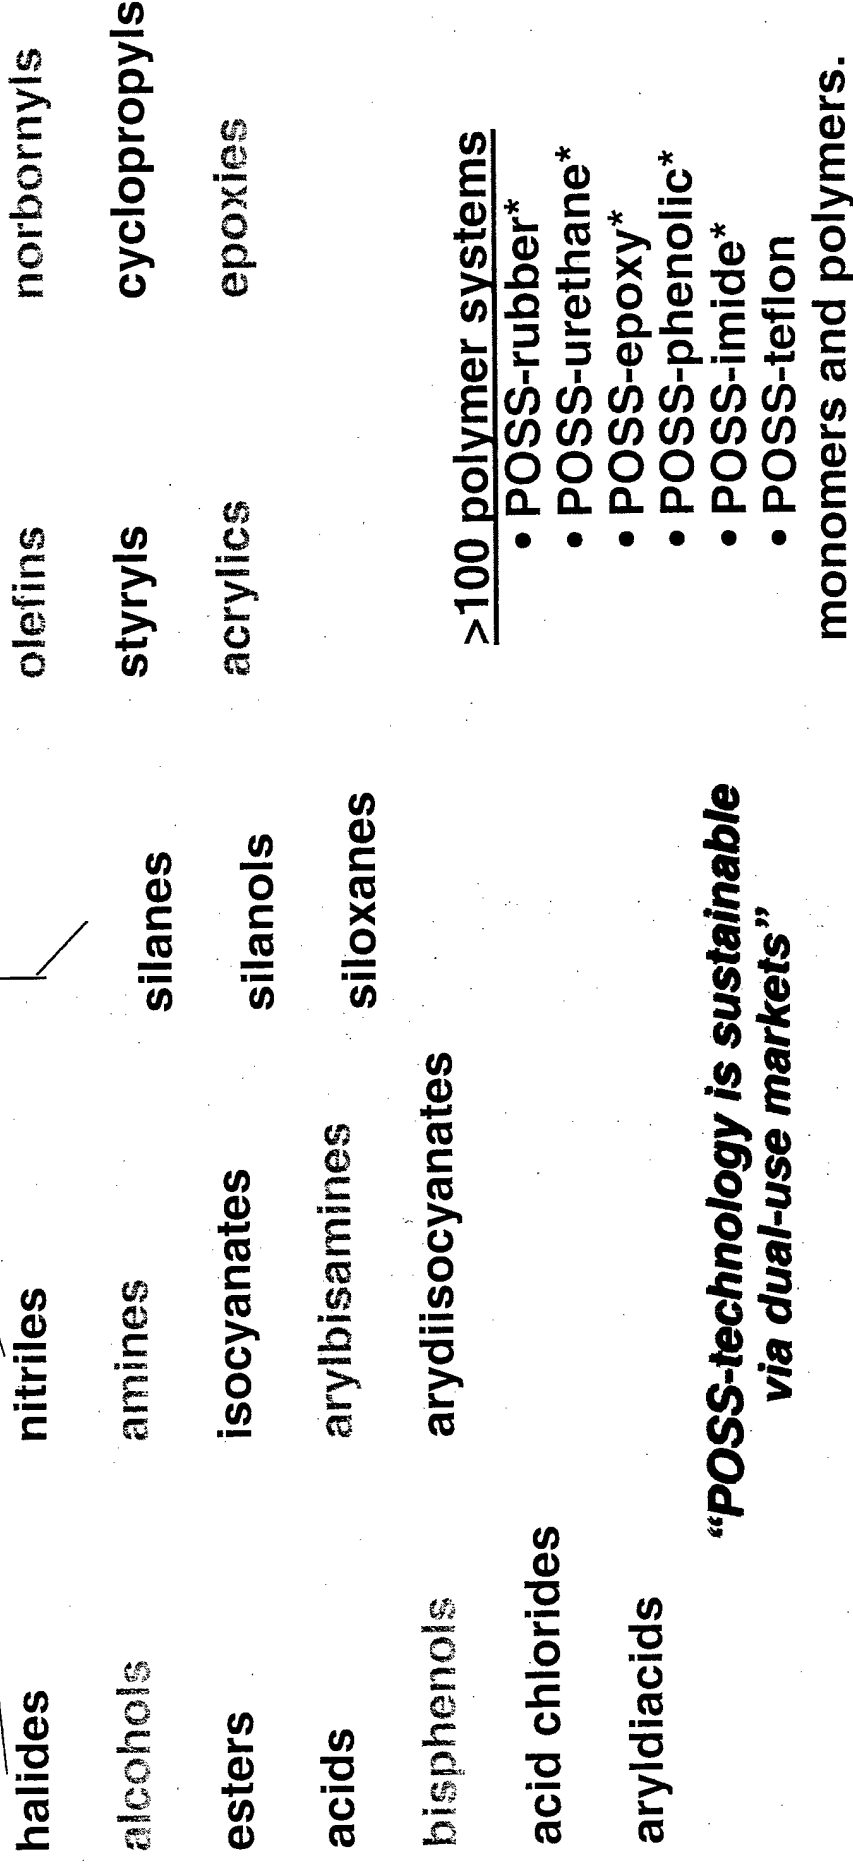 halides
alcohols
esters
acids
bisphenols
acid chlorides
aryldiacids
nitriles
amines
isocyanates
arylbisamines
arydiisocyanates
silanes
silanols
siloxanes
olefins
styryls
acrylics
norbornyls
cyclopropyls
epoxies
>100 polymer systems
• POSS-rubber*
• POSS-urethane*
• POSS-epoxy*
• POSS-phenolic*
• POSS-imide*
• POSS-teflon
“POSS-technology is sustainable
via dual-use markets”
monomers and polymers.